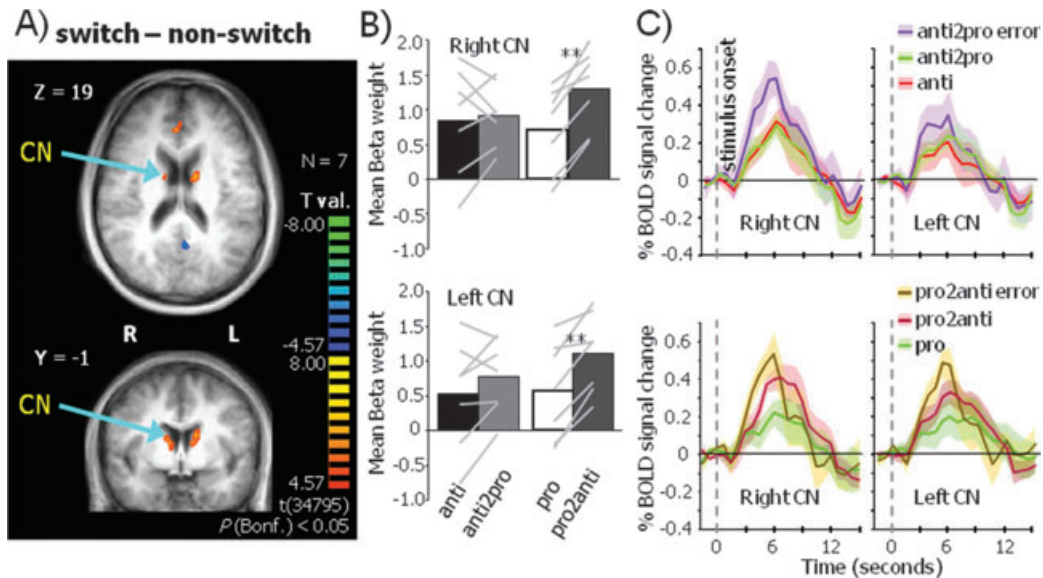 A)
switch – non-switch
Z = 19
CN
N = 7
T val.
-8.00
-4.57
8.00
4.57
R L
Y = -1
CN
t(34795)
P(Bonf.) < 0.05
B)
Right CN
**
Mean Beta weight
2.0
1.5
1.0
0.5
0
-0.5
-1.0
Left CN
**
Mean Beta weight
2.0
1.5
1.0
0.5
0
-0.5
-1.0
anti
anti2pro
pro
pro2anti
C)
anti2pro error
anti2pro
anti
stimulus onset
% BOLD signal change
0.6
0.4
0.2
0
-0.2
-0.4
Right CN
Left CN
pro2anti error
pro2anti
pro
% BOLD signal change
0.6
0.4
0.2
0
-0.2
-0.4
Right CN
Left CN
0 6 12 0 6 12
Time (seconds)